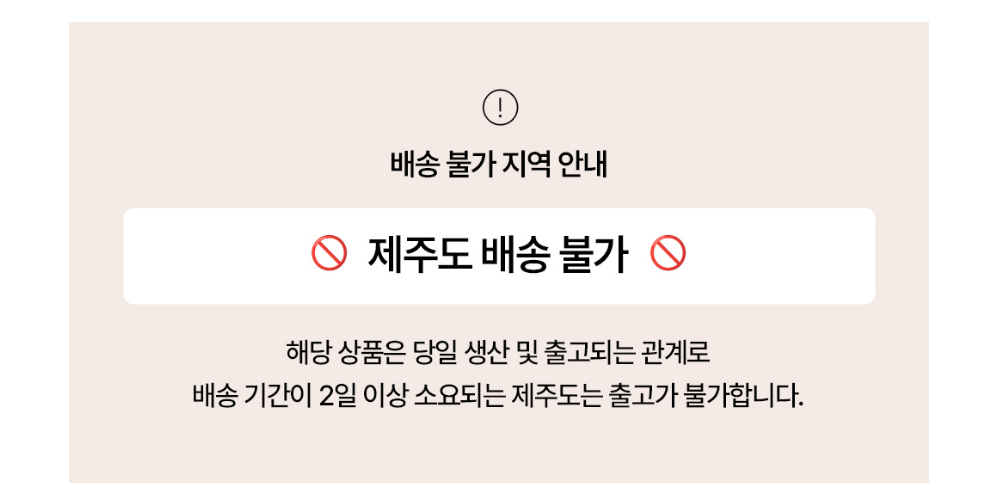 배송 불가 지역 안내
제주도 배송 불가
해당 상품은 당일 생산 및 출고되는 관계로
배송 기간이 2일 이상 소요되는 제주도는 출고가 불가합니다.